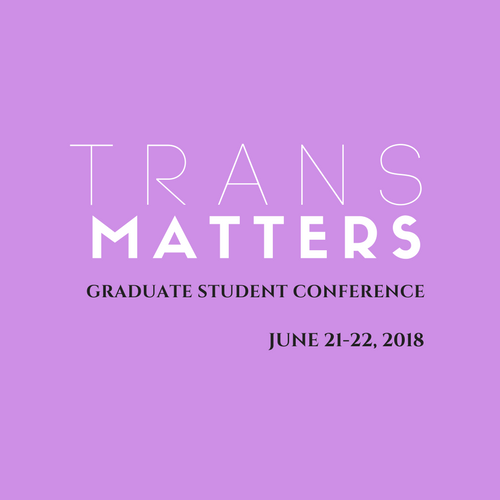 TRANS
MATTERS
GRADUATE STUDENT CONFERENCE
JUNE 21-22, 2018